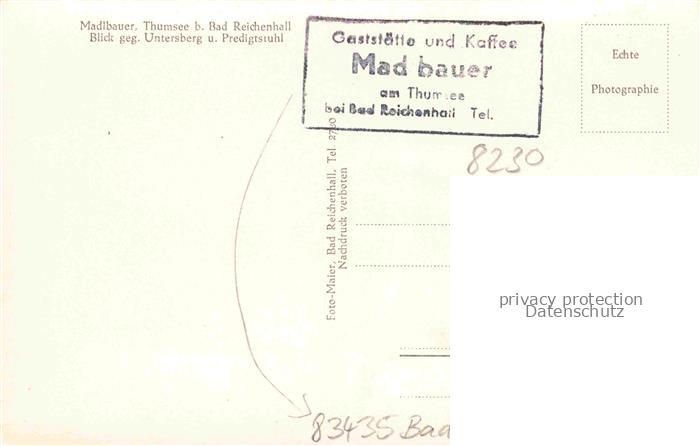 Madlbauer, Thumsee b. Bad Reichenhall
Blick geg. Untersberg u. Predigtstuhl
Gaststätte und Kaffee
Mad bauer
am Thumsee
bei Bad Reichenhall Tel.
Echte
Photographie
8230
Foto-Maier, Bad Reichenhall, Tel. 2730
Nachdruck verboten
privacy protection
Datenschutz
83435 Bad